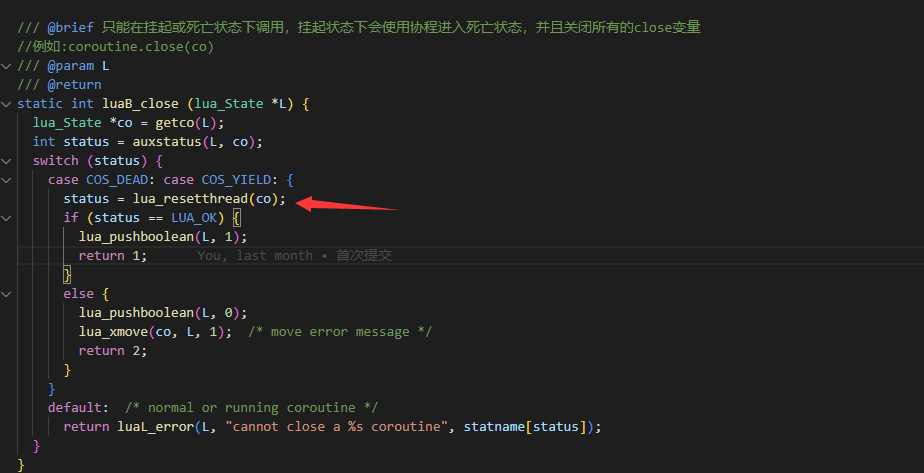 /// @brief 只能在挂起或死亡状态下调用，挂起状态下会使用协程进入死亡状态，并且关闭所有的close变量
//例如:coroutine.close(co)
/// @param L
/// @return
static int luaB_close (lua_State *L) {
  lua_State *co = getco(L);
  int status = auxstatus(L, co);
  switch (status) {
    case COS_DEAD: case COS_YIELD: {
      status = lua_resetthread(co);
      if (status == LUA_OK) {
        lua_pushboolean(L, 1);
        return 1;      You, last month • 首次提交
      }
      else {
        lua_pushboolean(L, 0);
        lua_xmove(co, L, 1);  /* move error message */
        return 2;
      }
    }
    default:  /* normal or running coroutine */
      return luaL_error(L, "cannot close a %s coroutine", statname[status]);
  }
}